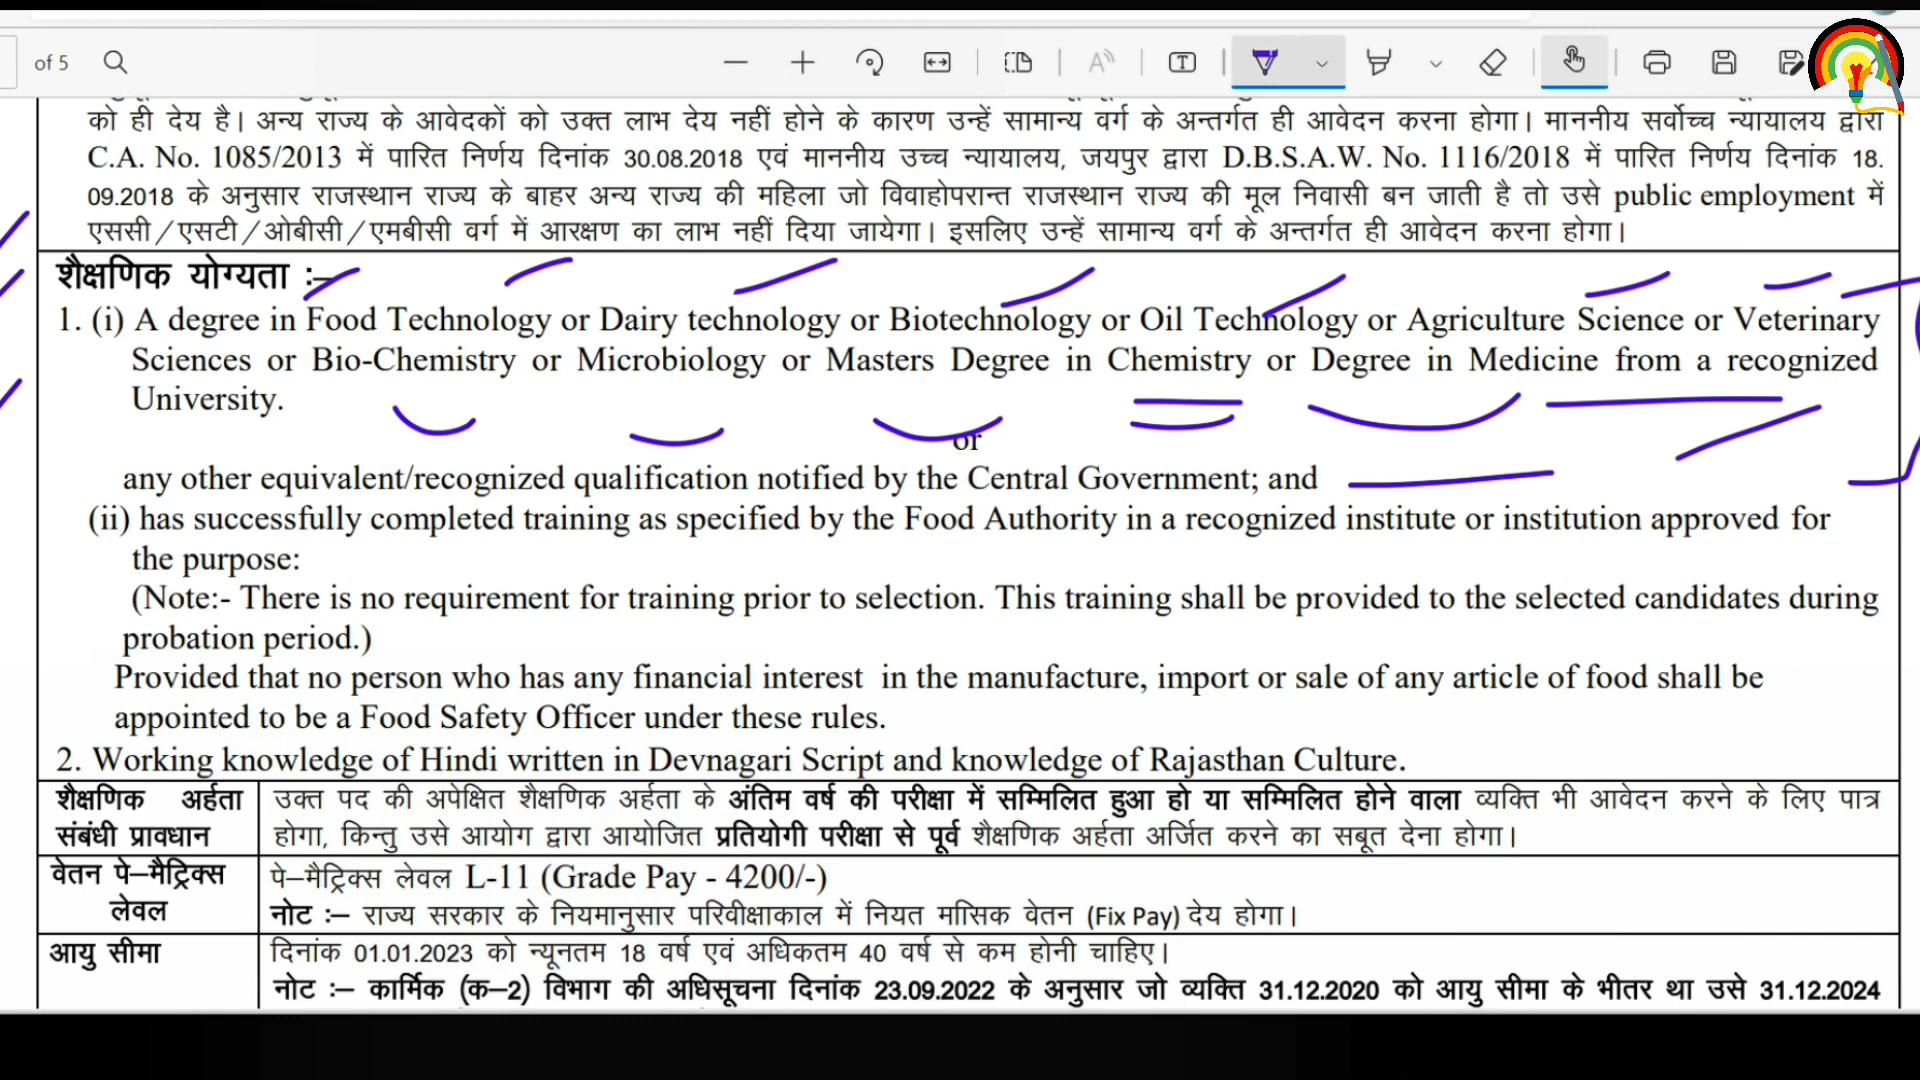 of 5
को ही देय है। अन्य राज्य के आवेदकों को उक्त लाभ देय नहीं होने के कारण उन्हें सामान्य वर्ग के अन्तर्गत ही आवेदन करना होगा। माननीय सर्वोच्च न्यायालय द्वारा
C.A. No. 1085/2013 में पारित निर्णय दिनांक 30.08.2018 एवं माननीय उच्च न्यायालय, जयपुर द्वारा D.B.S.A.W. No. 1116/2018 में पारित निर्णय दिनांक 18.
09.2018 के अनुसार राजस्थान राज्य के बाहर अन्य राज्य की महिला जो विवाहोपरान्त राजस्थान राज्य की मूल निवासी बन जाती है तो उसे public employment में
एससी/एसटी/ओबीसी/एमबीसी वर्ग में आरक्षण का लाभ नहीं दिया जायेगा। इसलिए उन्हें सामान्य वर्ग के अन्तर्गत ही आवेदन करना होगा।
शैक्षणिक योग्यता :–
1. (i) A degree in Food Technology or Dairy technology or Biotechnology or Oil Technology or Agriculture Science or Veterinary
Sciences or Bio-Chemistry or Microbiology or Masters Degree in Chemistry or Degree in Medicine from a recognized
University.
or
any other equivalent/recognized qualification notified by the Central Government; and
(ii) has successfully completed training as specified by the Food Authority in a recognized institute or institution approved for
the purpose:
(Note:- There is no requirement for training prior to selection. This training shall be provided to the selected candidates during
probation period.)
Provided that no person who has any financial interest in the manufacture, import or sale of any article of food shall be
appointed to be a Food Safety Officer under these rules.
2. Working knowledge of Hindi written in Devnagari Script and knowledge of Rajasthan Culture.
शैक्षणिक अर्हता संबंधी प्रावधान
उक्त पद की अपेक्षित शैक्षणिक अर्हता के अंतिम वर्ष की परीक्षा में सम्मिलित हुआ हो या सम्मिलित होने वाला व्यक्ति भी आवेदन करने के लिए पात्र
होगा, किन्तु उसे आयोग द्वारा आयोजित प्रतियोगी परीक्षा से पूर्व शैक्षणिक अर्हता अर्जित करने का सबूत देना होगा।
वेतन पे–मैट्रिक्स लेवल
पे–मैट्रिक्स लेवल L-11 (Grade Pay - 4200/-)
नोट :– राज्य सरकार के नियमानुसार परिवीक्षाकाल में नियत मासिक वेतन (Fix Pay) देय होगा।
आयु सीमा
दिनांक 01.01.2023 को न्यूनतम 18 वर्ष एवं अधिकतम 40 वर्ष से कम होनी चाहिए।
नोट :– कार्मिक (क–2) विभाग की अधिसूचना दिनांक 23.09.2022 के अनुसार जो व्यक्ति 31.12.2020 को आयु सीमा के भीतर था उसे 31.12.2024